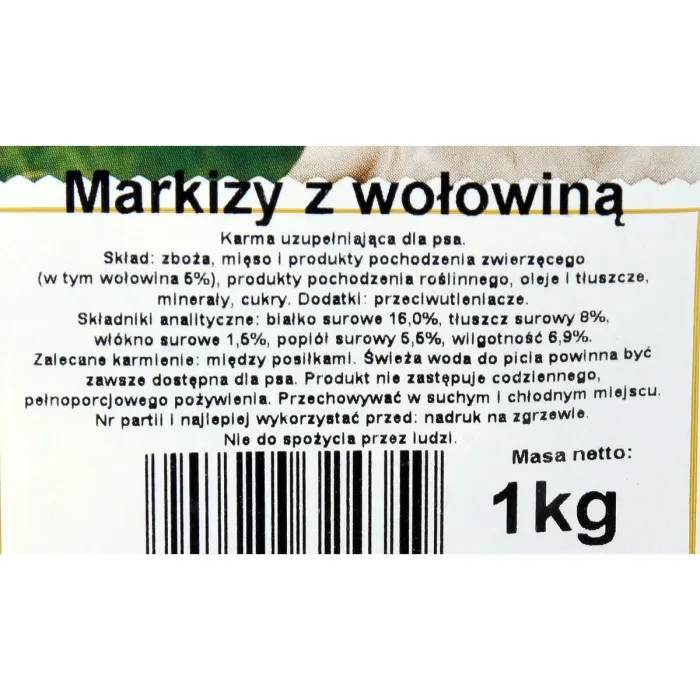 Markizy z wołowiną
Karma uzupełniająca dla psa.
Skład: zboża, mięso i produkty pochodzenia zwierzęcego
(w tym wołowina 5%), produkty pochodzenia roślinnego, oleje i tłuszcze,
minerały, cukry. Dodatki: przeciwutleniacze.
Składniki analityczne: białko surowe 16,0%, tłuszcz surowy 8%,
włókno surowe 1,5%, popiół surowy 5,5%, wilgotność 6,9%.
Zalecane karmienie: między posiłkami. Świeża woda do picia powinna być
zawsze dostępna dla psa. Produkt nie zastępuje codziennego,
pełnoporcjowego pożywienia. Przechowywać w suchym i chłodnym miejscu.
Nr partii i najlepiej wykorzystać przed: nadruk na zgrzewie.
Nie do spożycia przez ludzi.
Masa netto:
1kg